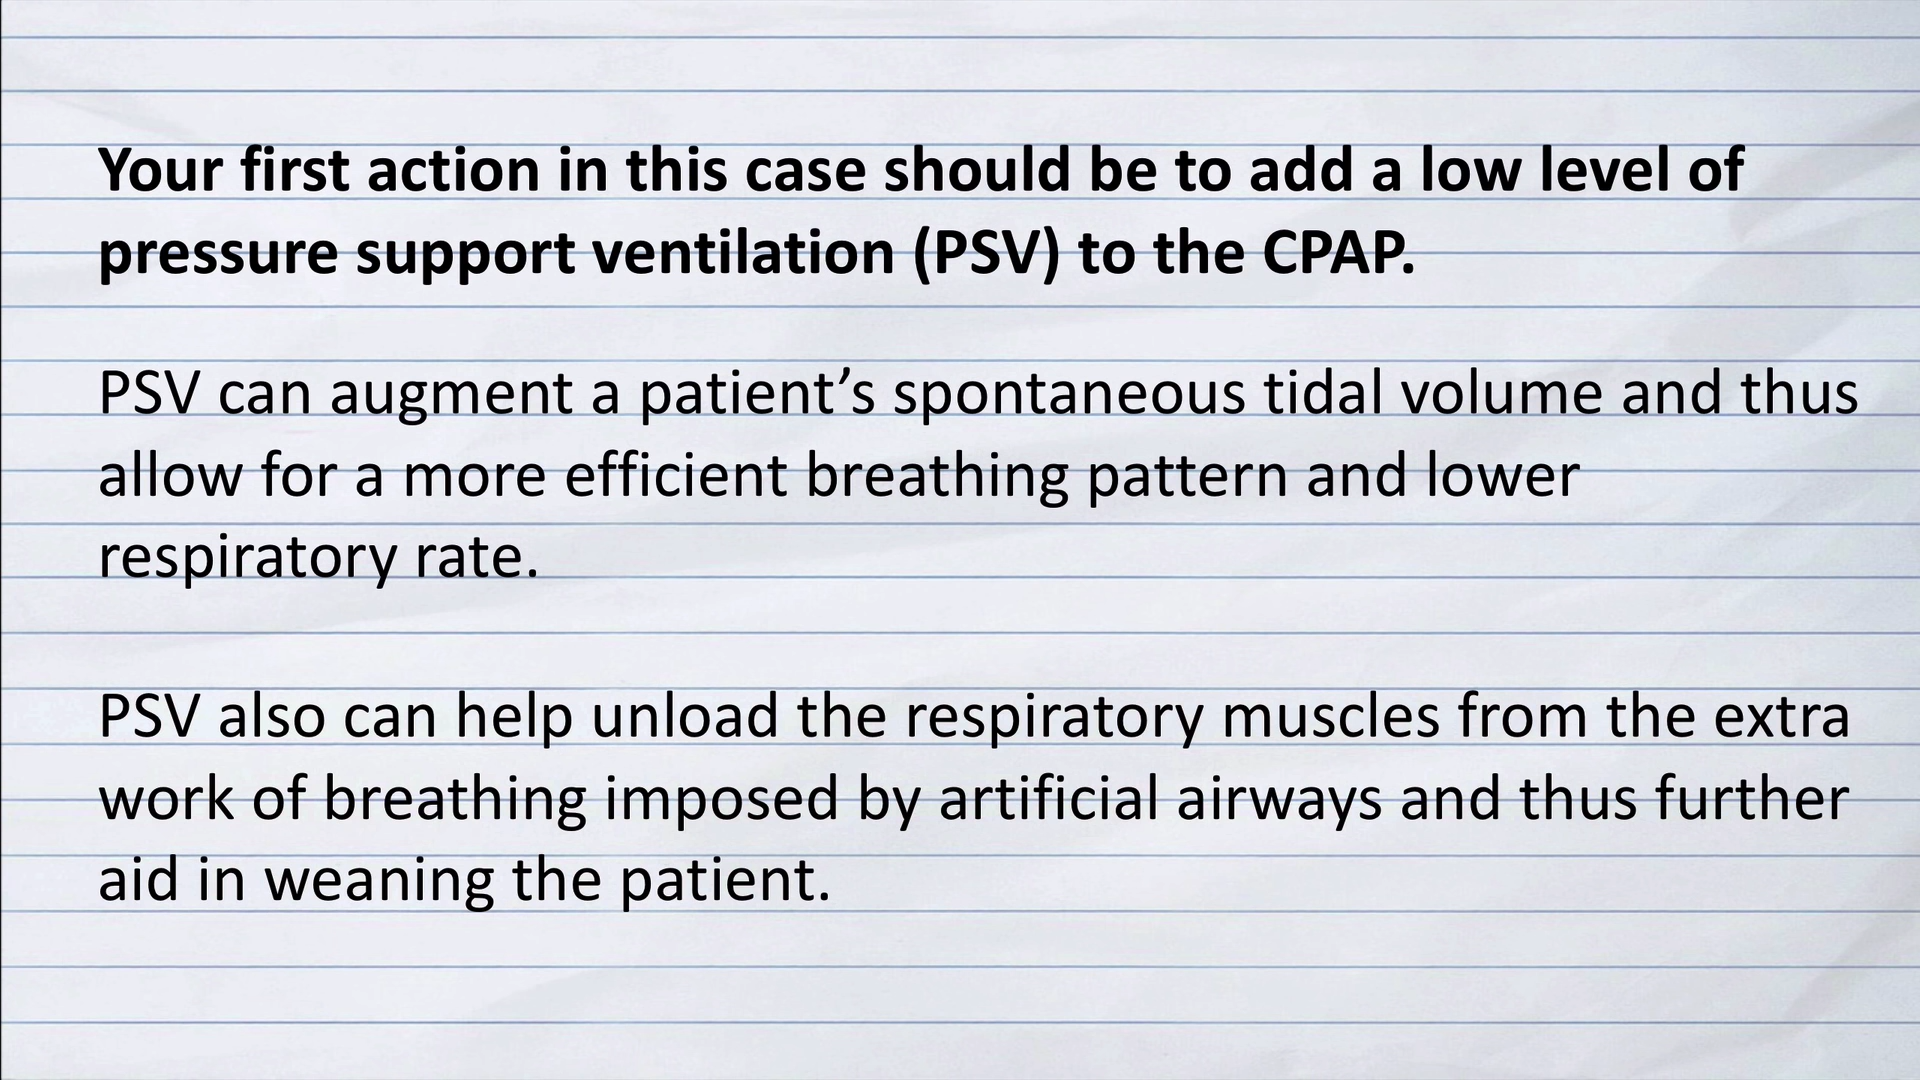 Your first action in this case should be to add a low level of
pressure support ventilation (PSV) to the CPAP.
PSV can augment a patient’s spontaneous tidal volume and thus
allow for a more efficient breathing pattern and lower
respiratory rate.
PSV also can help unload the respiratory muscles from the extra
work of breathing imposed by artificial airways and thus further
aid in weaning the patient.